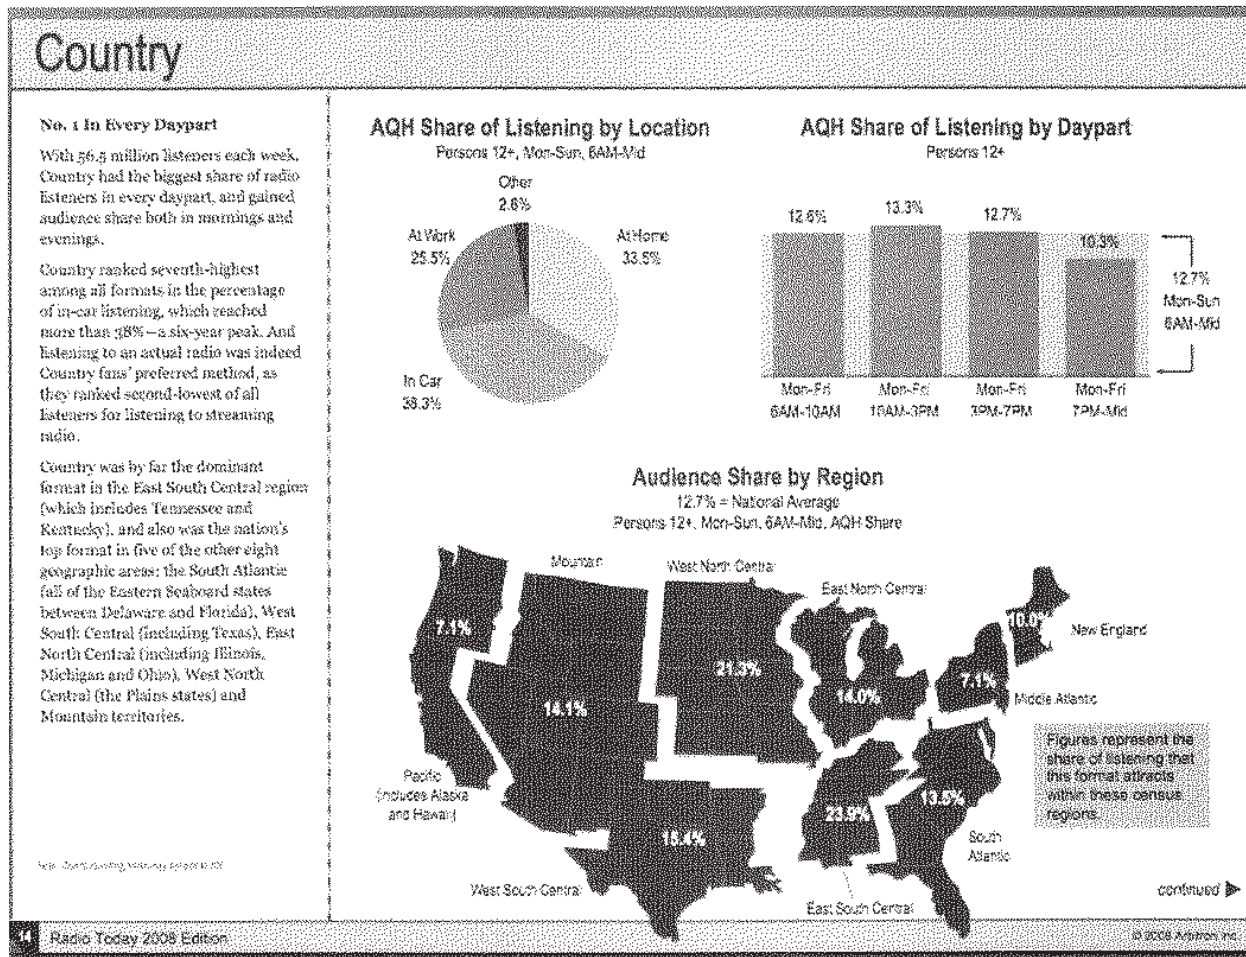 Country
No. 1 In Every Daypart
With 56.5 million listeners each week,
Country had the biggest share of radio
listeners in every daypart, and gained
audience share both in mornings and
evenings.
Country ranked seventh-highest
among all formats in the percentage
of in-car listening, which reached
more than 38%—a six-year peak. And
listening to an actual radio was indeed
Country fans' preferred method, as
they ranked second-lowest of all
listeners for listening to streaming
radio.
Country was by far the dominant
format in the East South Central region
(which includes Tennessee and
Kentucky), and also was the nation's
top format in five of the other eight
geographic areas: the South Atlantic
(all of the Eastern Seaboard states
between Delaware and Florida), West
South Central (including Texas), East
North Central (including Illinois,
Michigan and Ohio), West North
Central (the Plains states) and
Mountain territories.
AQH Share of Listening by Location
Persons 12+, Mon-Sun, 6AM-Mid
Other
2.6%
At Work
25.5%
At Home
33.5%
In Car
38.3%
AQH Share of Listening by Daypart
Persons 12+
12.6%
13.3%
12.7%
10.3%
12.7%
Mon-Sun
6AM-Mid
Mon-Fri
6AM-10AM
Mon-Fri
10AM-3PM
Mon-Fri
3PM-7PM
Mon-Fri
7PM-Mid
Audience Share by Region
12.7% = National Average
Persons 12+, Mon-Sun, 6AM-Mid, AQH Share
Mountain
West North Central
East North Central
New England
Middle Atlantic
7.1%
14.1%
21.3%
14.0%
7.1%
10.0%
Pacific
(includes Alaska
and Hawaii)
15.4%
23.9%
13.5%
South
Atlantic
West South Central
East South Central
Figures represent the
share of listening that
this format attracts
within these census
regions.
continued
14
Radio Today 2008 Edition
© 2008 Arbitron Inc.